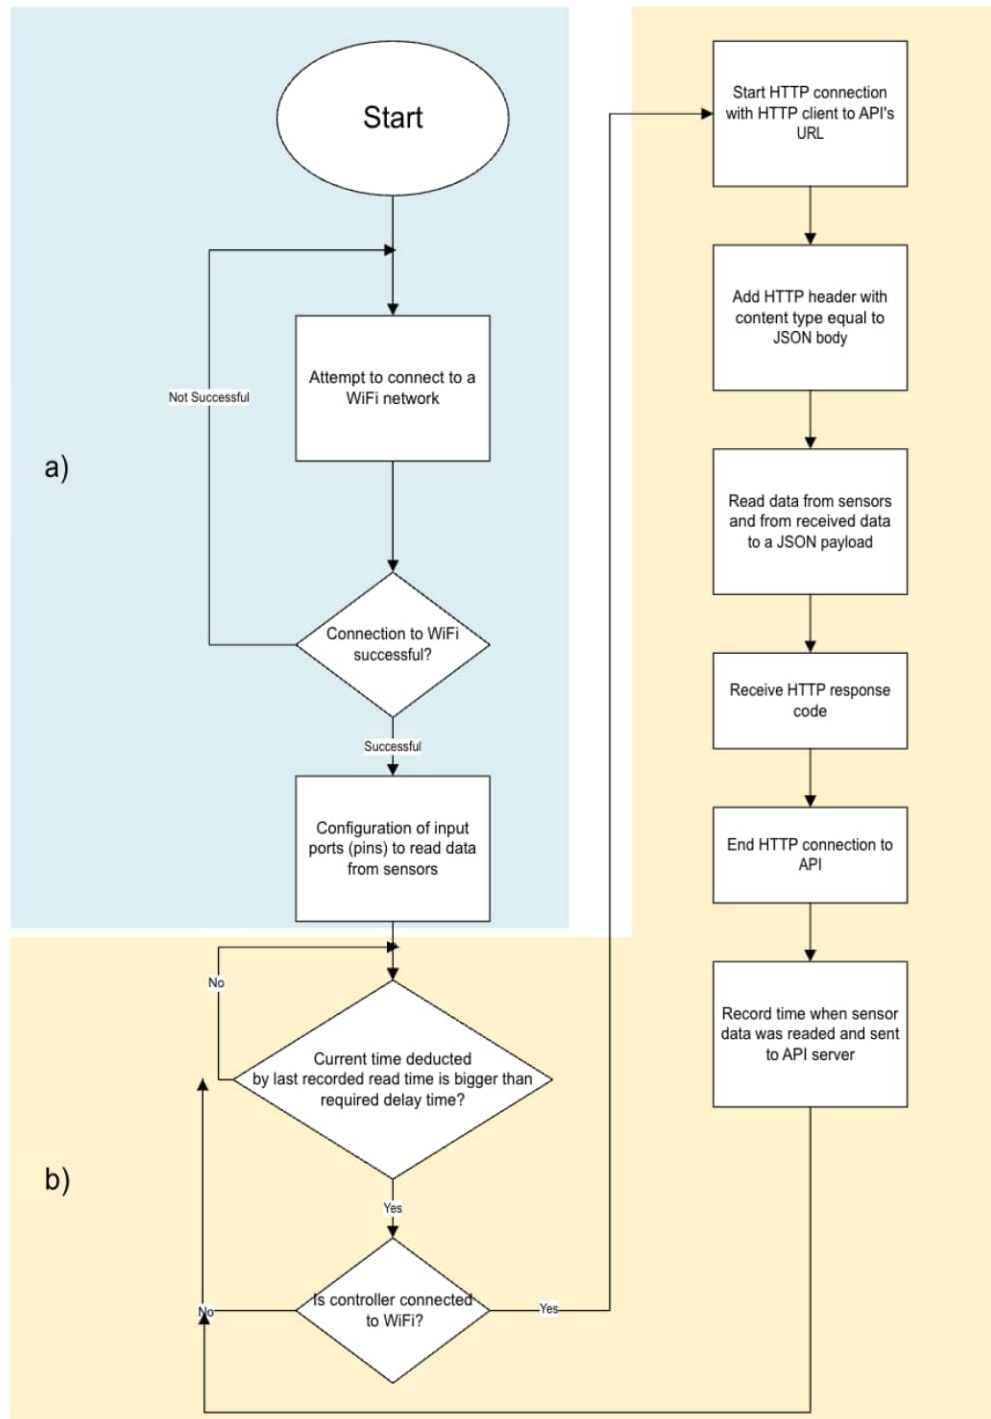 Start
Attempt to connect to a
WiFi network
Not Successful
a)
Connection to WiFi
successful?
Successful
Configuration of input
ports (pins) to read data
from sensors
No
Current time deducted
by last recorded read time is bigger than
required delay time?
b)
Yes
Is controller connected
to WiFi?
No
Yes
Start HTTP connection
with HTTP client to API's
URL
Add HTTP header with
content type equal to
JSON body
Read data from sensors
and from received data
to a JSON payload
Receive HTTP response
code
End HTTP connection to
API
Record time when sensor
data was readed and sent
to API server